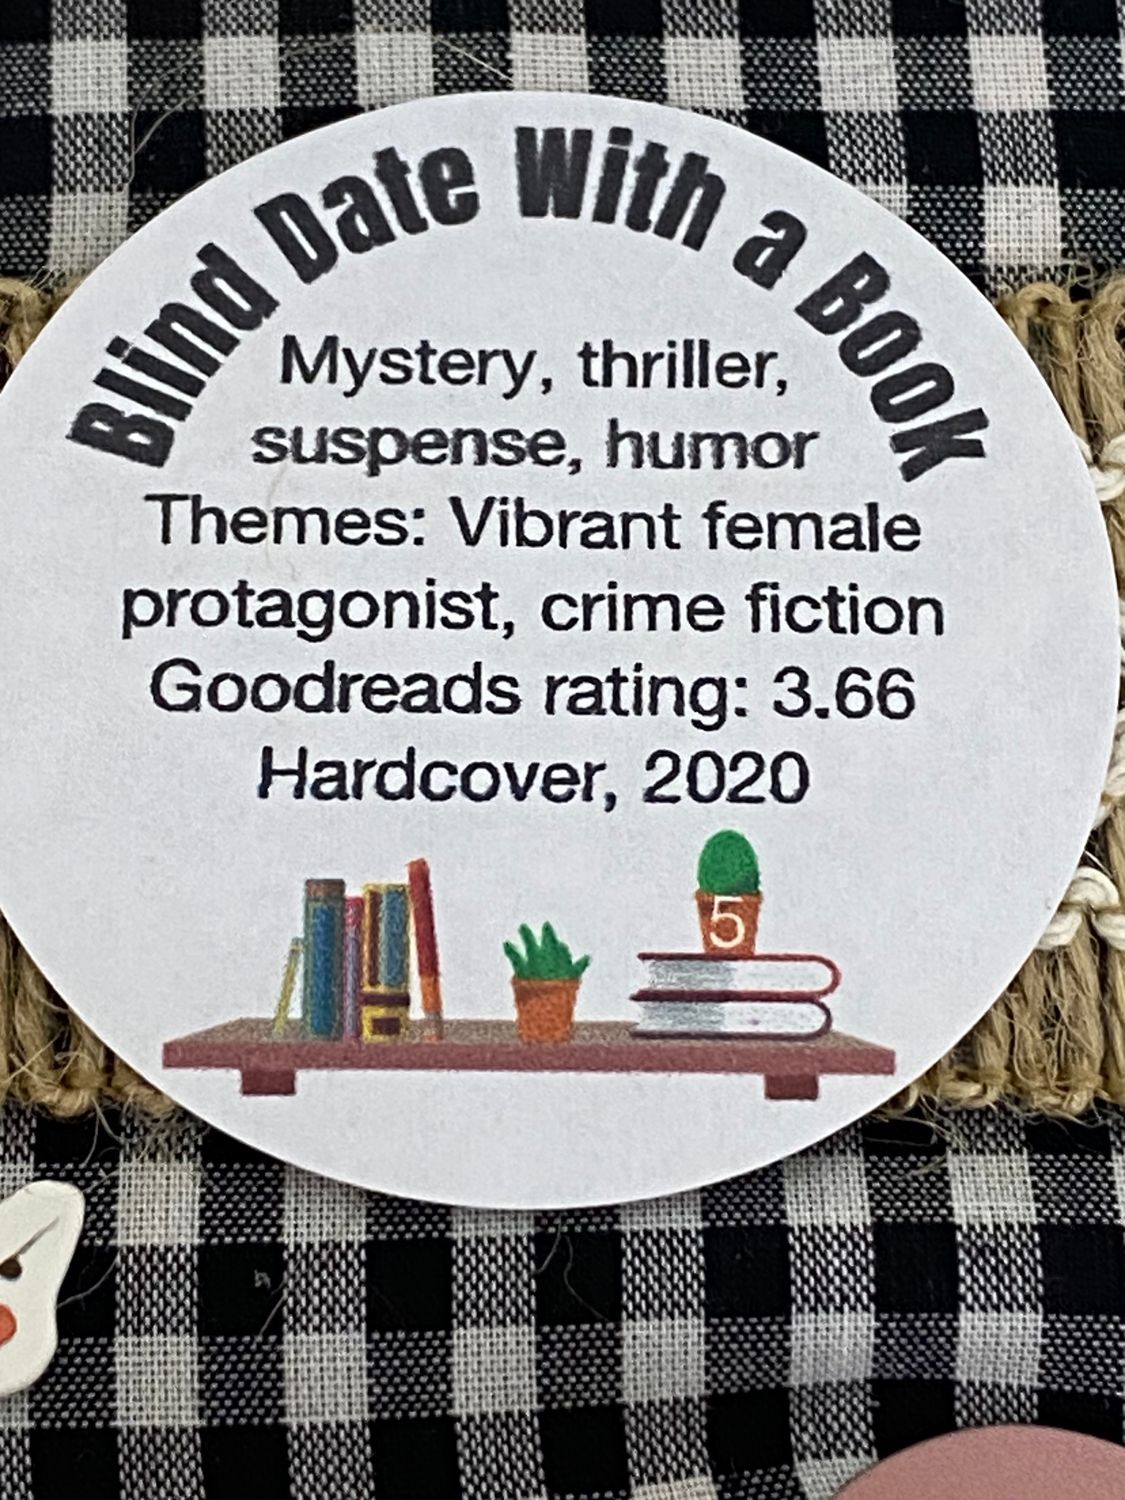 Blind Date With a Book
Mystery, thriller,
suspense, humor
Themes: Vibrant female
protagonist, crime fiction
Goodreads rating: 3.66
Hardcover, 2020
5